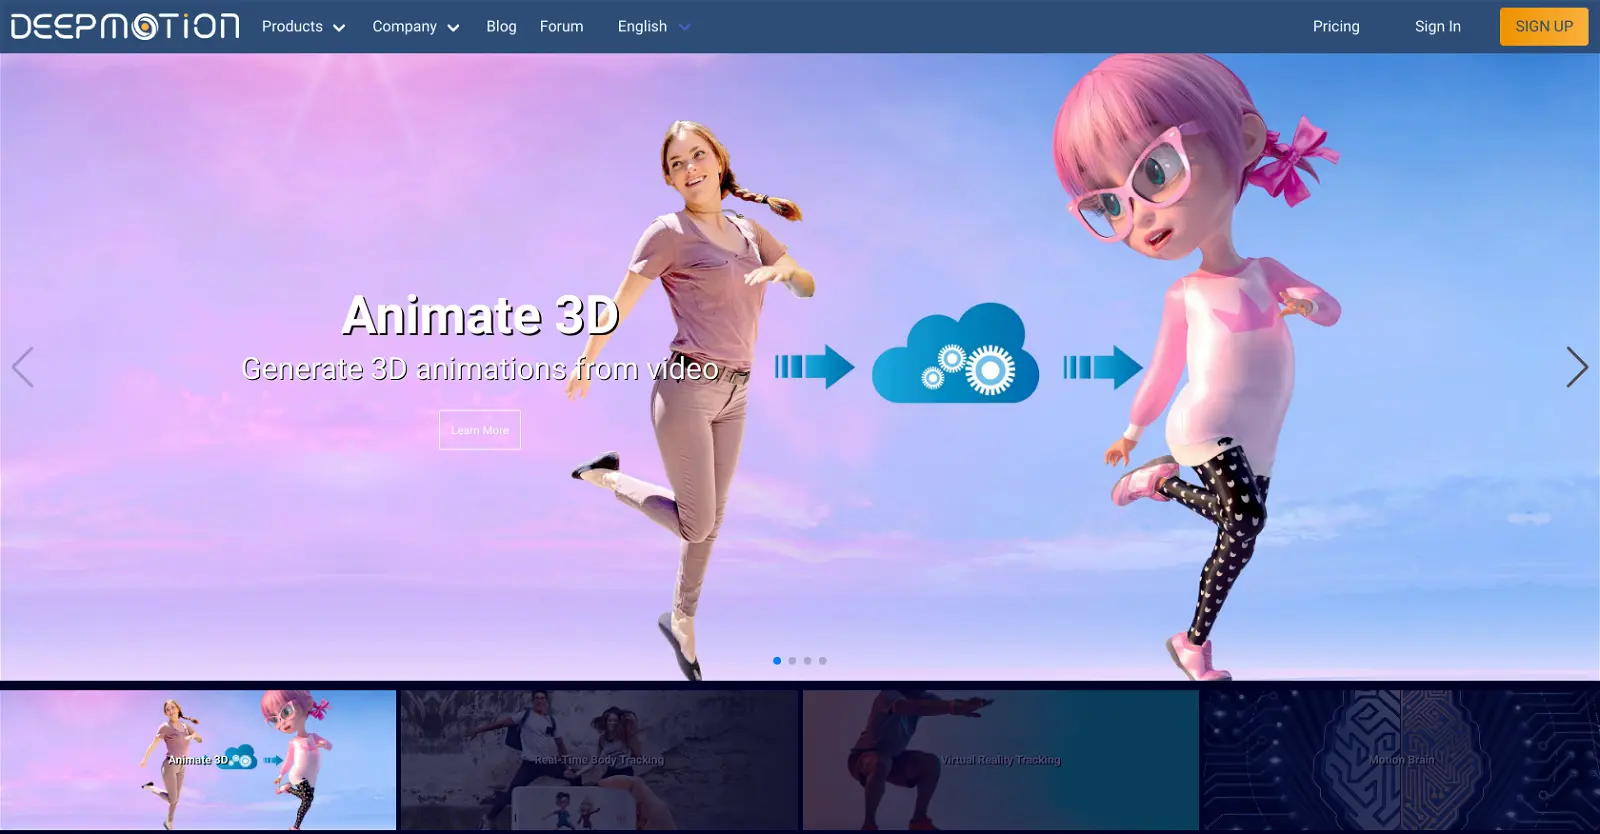 DEEPMOTION Products Company Blog Forum English Pricing Sign In SIGN UP
Animate 3D
Generate 3D animations from video
Learn More
Animate 3D Real-Time Body Tracking Virtual Reality Tracking Motion Brain